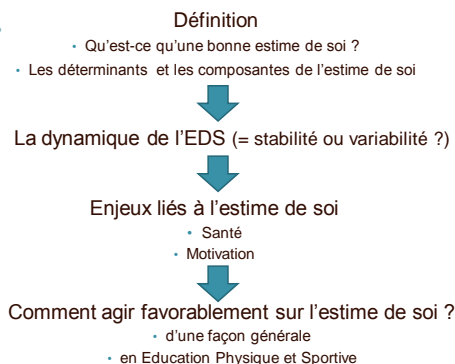 Définition
• Qu'est-ce qu'une bonne estime de soi ?
• Les déterminants et les composantes de l'estime de soi
La dynamique de l'EDS (= stabilité ou variabilité ?)
Enjeux liés à l'estime de soi
• Santé
• Motivation
Comment agir favorablement sur l'estime de soi ?
• d'une façon générale
• en Education Physique et Sportive